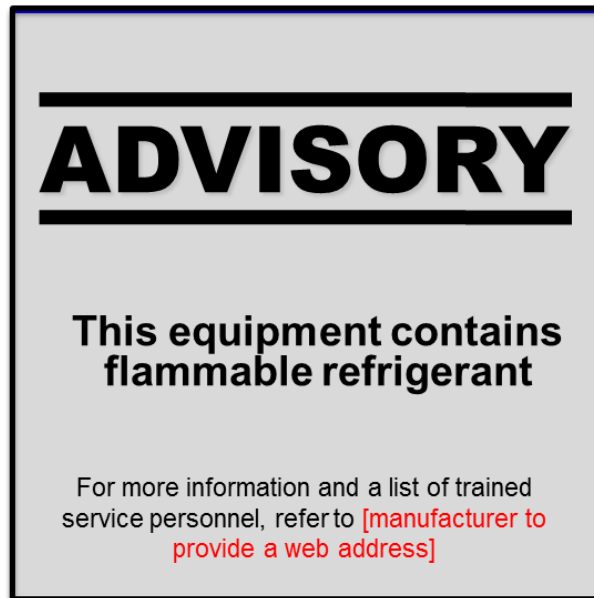 ADVISORY
This equipment contains
flammable refrigerant
For more information and a list of trained
service personnel, refer to [manufacturer to
provide a web address]